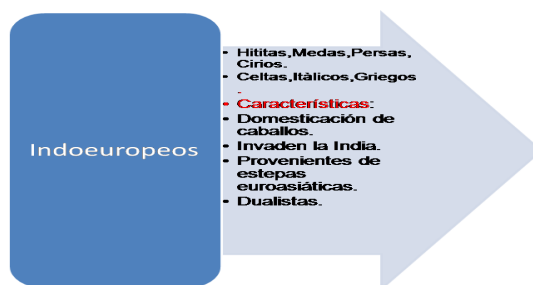 Indoeuropeos
• Hititas,Medas,Persas,
Cirios.
• Celtas,Itàlicos,Griegos
.
• Características:
• Domesticación de
caballos.
• Invaden la India.
• Provenientes de
estepas
euroasiáticas.
• Dualistas.